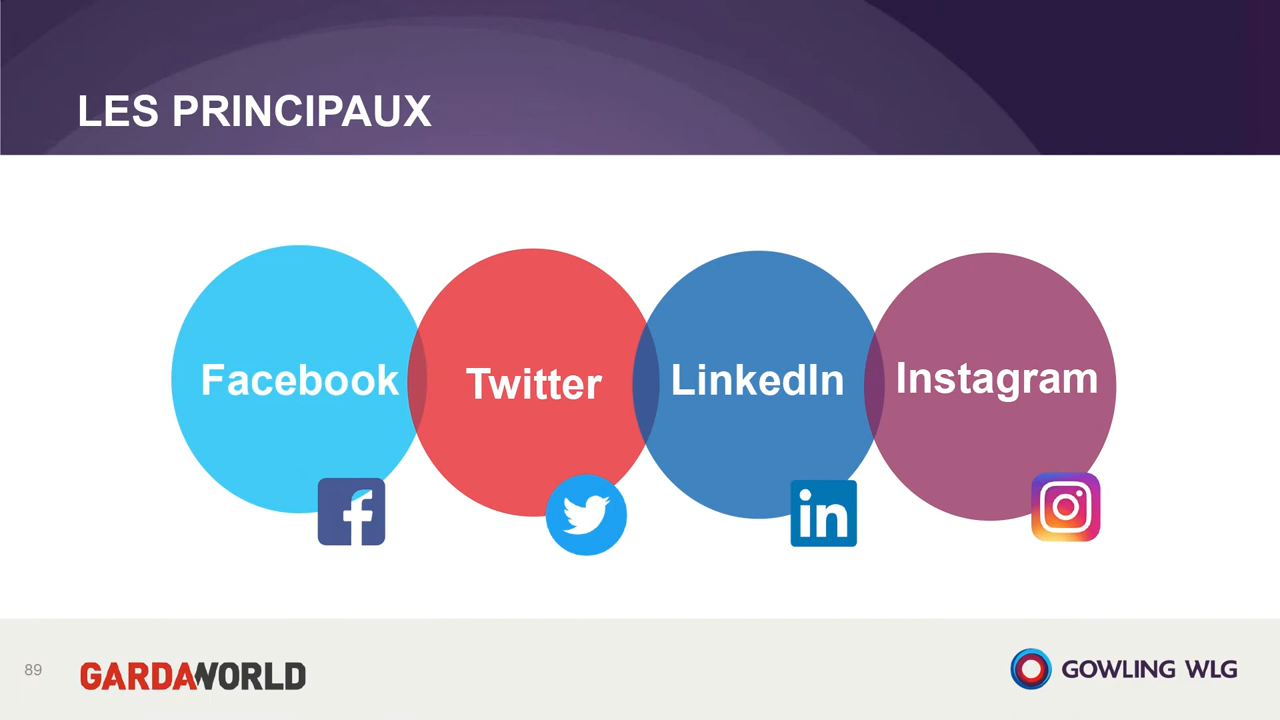 LES PRINCIPAUX
Facebook
Twitter
LinkedIn
Instagram
89
GARDAWORLD
GOWLING WLG